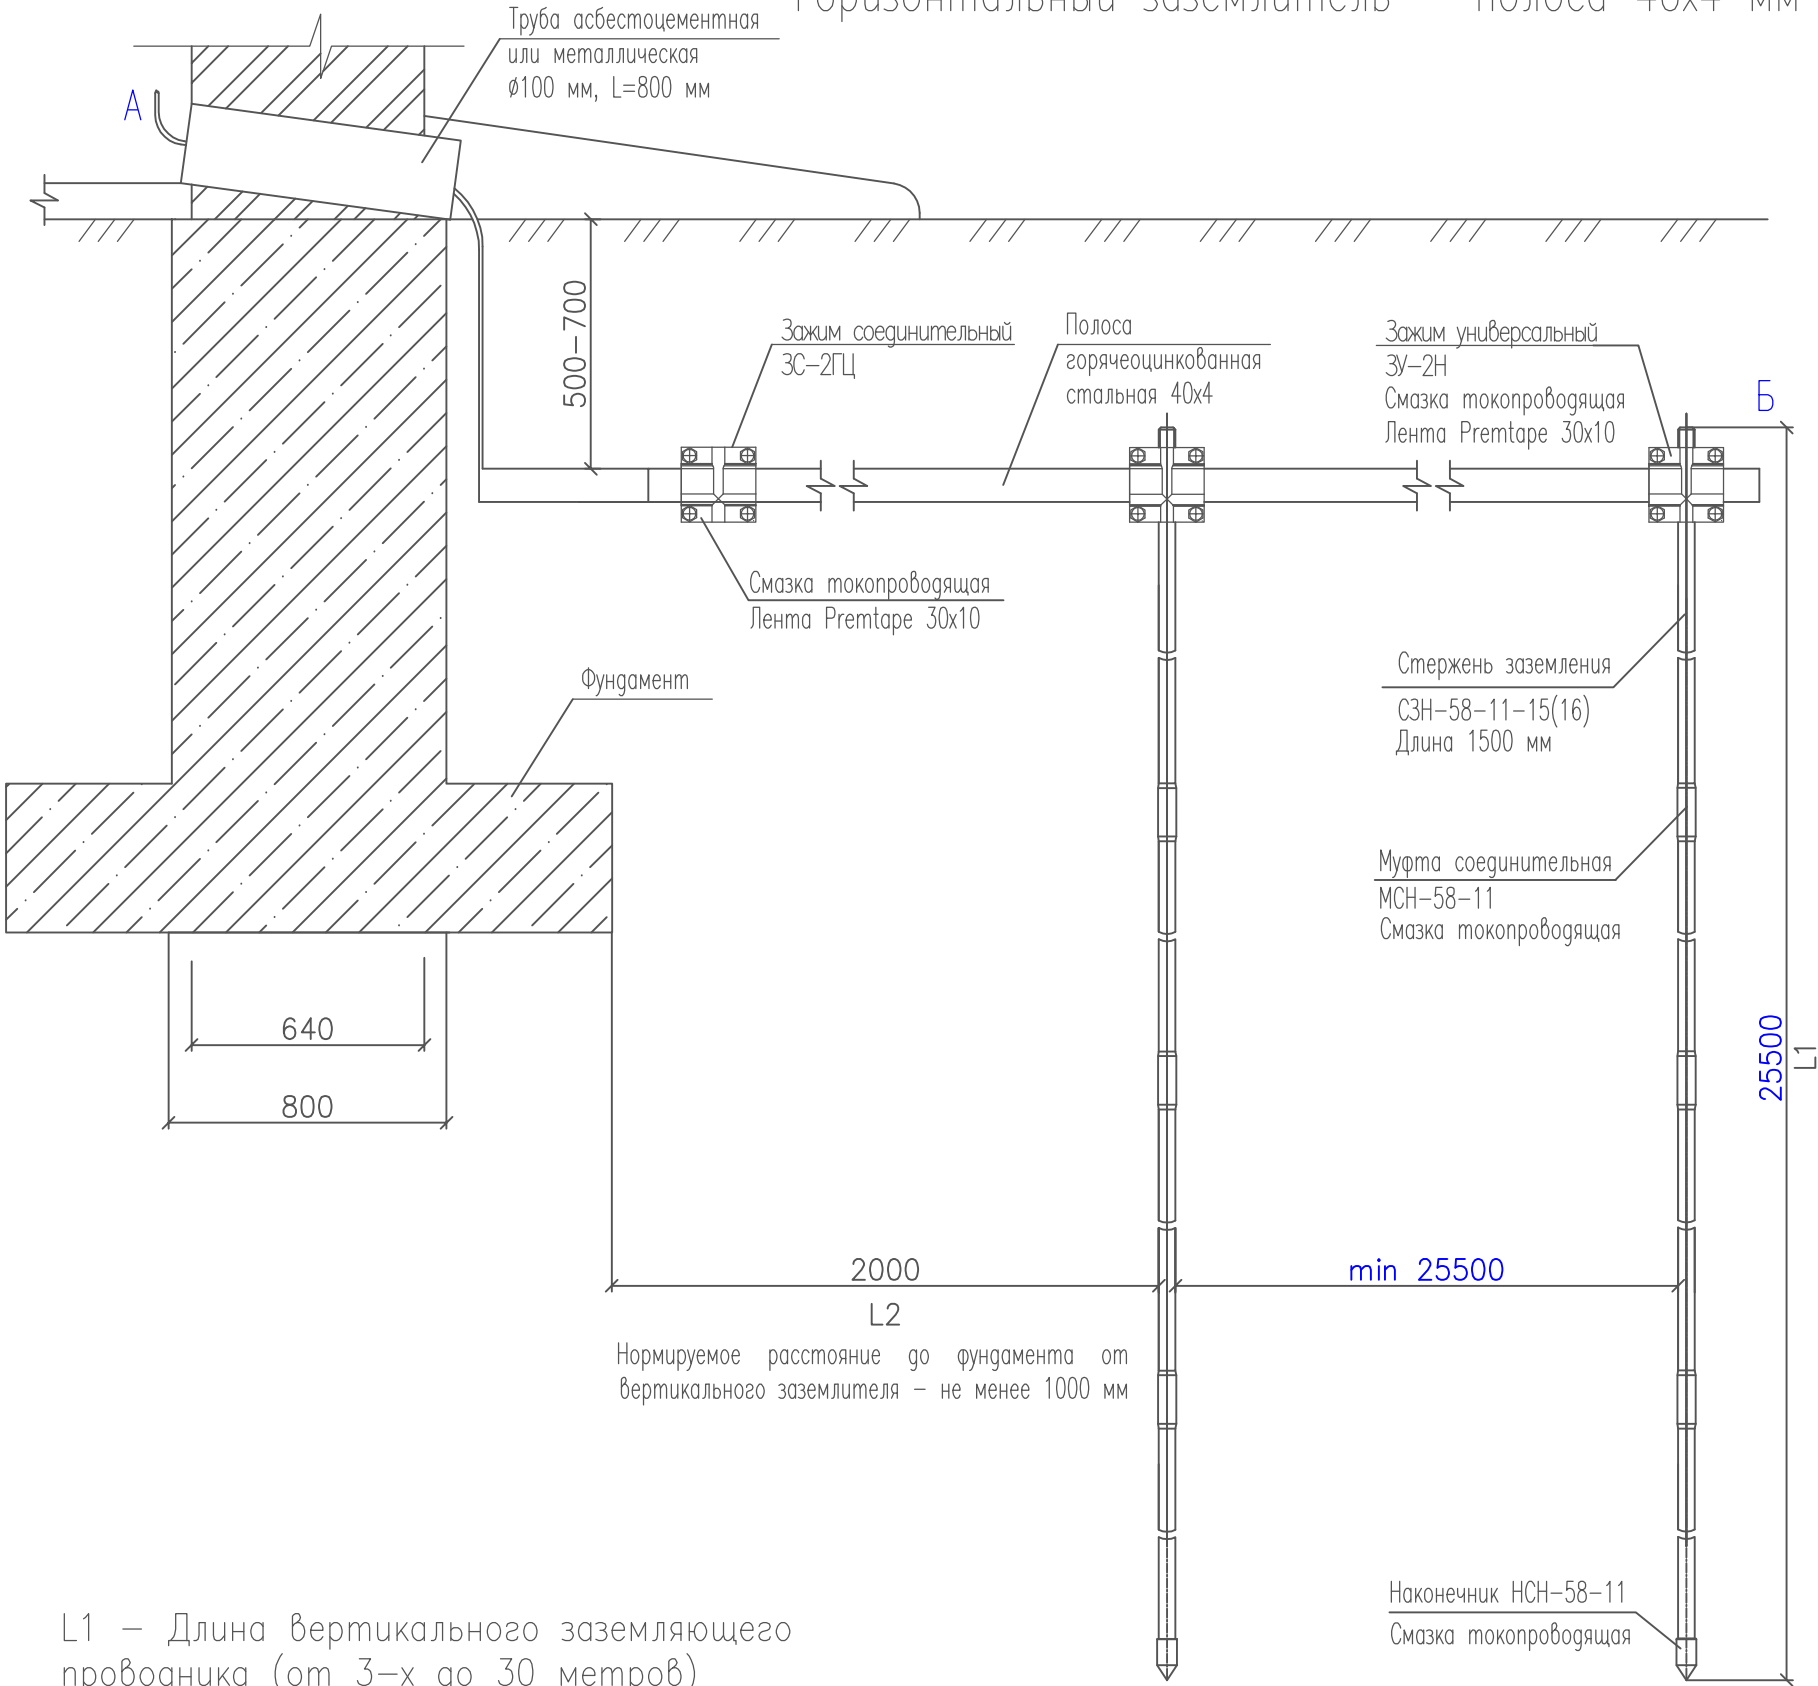 Горизонтальный заземлитель – полоса 40х4 мм
Труба асбестоцементная
или металлическая
ø100 мм, L=800 мм
А
500-700
Зажим соединительный
ЗС-2ГЦ
Полоса
горячеоцинкованная
стальная 40х4
Зажим универсальный
ЗУ-2Н
Смазка токопроводящая
Лента Premtape 30х10
Б
Смазка токопроводящая
Лента Premtape 30х10
Фундамент
Стержень заземления
СЗН-58-11-15(16)
Длина 1500 мм
Муфта соединительная
МСН-58-11
Смазка токопроводящая
640
800
25500
L1
2000
L2
min 25500
Нормируемое расстояние до фундамента от
вертикального заземлителя – не менее 1000 мм
Наконечник НСН-58-11
Смазка токопроводящая
L1 – Длина вертикального заземляющего
проводника (от 3-х до 30 метров)